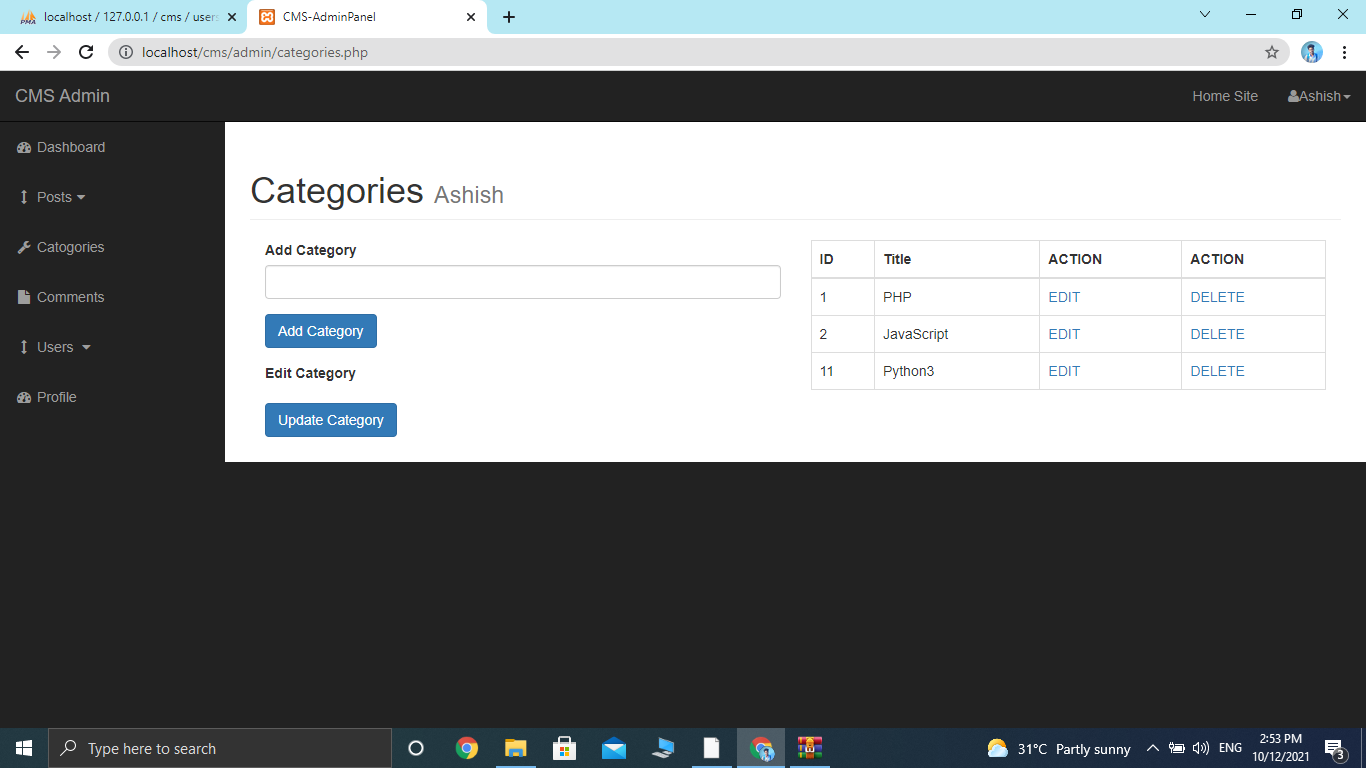 localhost / 127.0.0.1 / cms / users
CMS-AdminPanel
localhost/cms/admin/categories.php
CMS Admin
Home Site
Ashish
Dashboard
Posts
Catogories
Comments
Users
Profile
Categories Ashish
Add Category
Add Category
Edit Category
Update Category
ID Title ACTION ACTION
1 PHP EDIT DELETE
2 JavaScript EDIT DELETE
11 Python3 EDIT DELETE
Type here to search
31°C Partly sunny
ENG
2:53 PM
10/12/2021
3